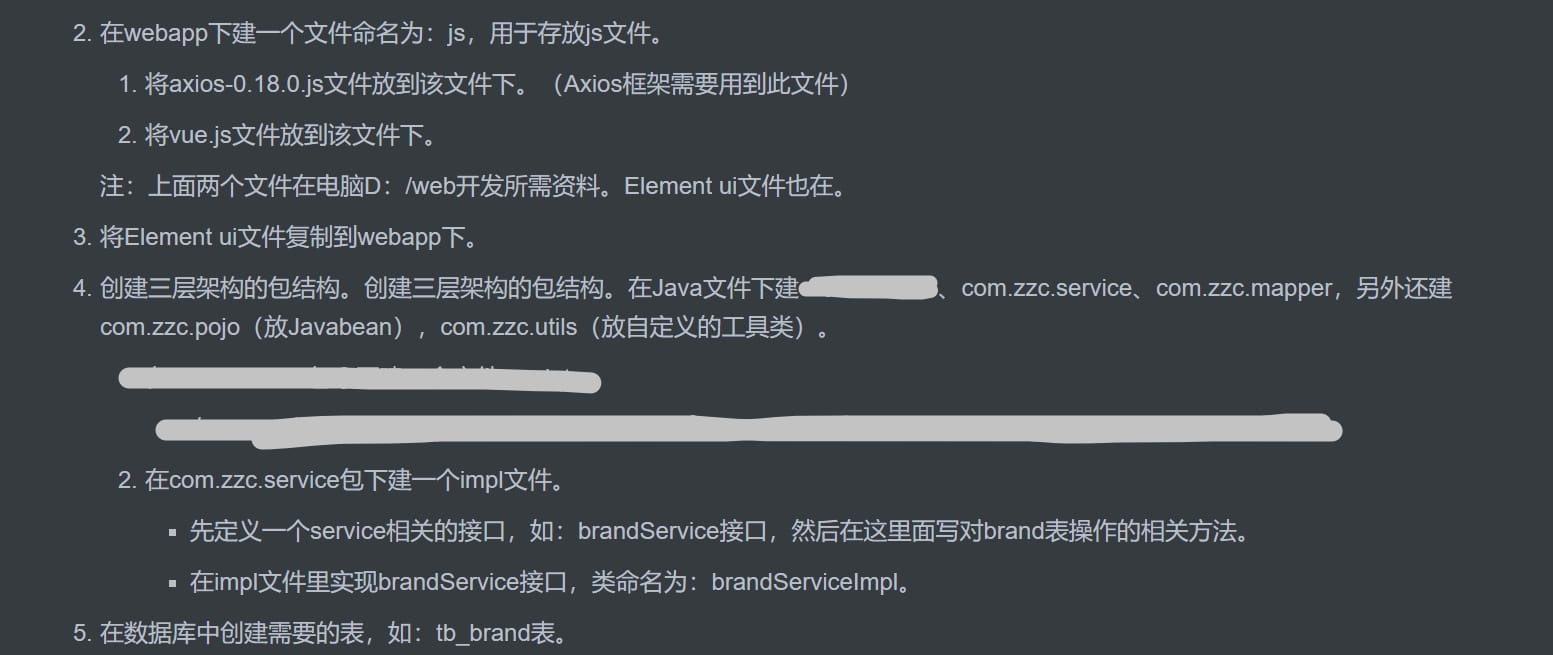 2. 在webapp下建一个文件命名为：js，用于存放js文件。
1. 将axios-0.18.0.js文件放到该文件下。（Axios框架需要用到此文件）
2. 将vue.js文件放到该文件下。
注：上面两个文件在电脑D：/web开发所需资料。Element ui文件也在。
3. 将Element ui文件复制到webapp下。
4. 创建三层架构的包结构。创建三层架构的包结构。在Java文件下建、com.zzc.service、com.zzc.mapper，另外还建
com.zzc.pojo（放Javabean），com.zzc.utils（放自定义的工具类）。
2. 在com.zzc.service包下建一个impl文件。
▪ 先定义一个service相关的接口，如：brandService接口，然后在这里面写对brand表操作的相关方法。
▪ 在impl文件里实现brandService接口，类命名为：brandServiceImpl。
5. 在数据库中创建需要的表，如：tb_brand表。